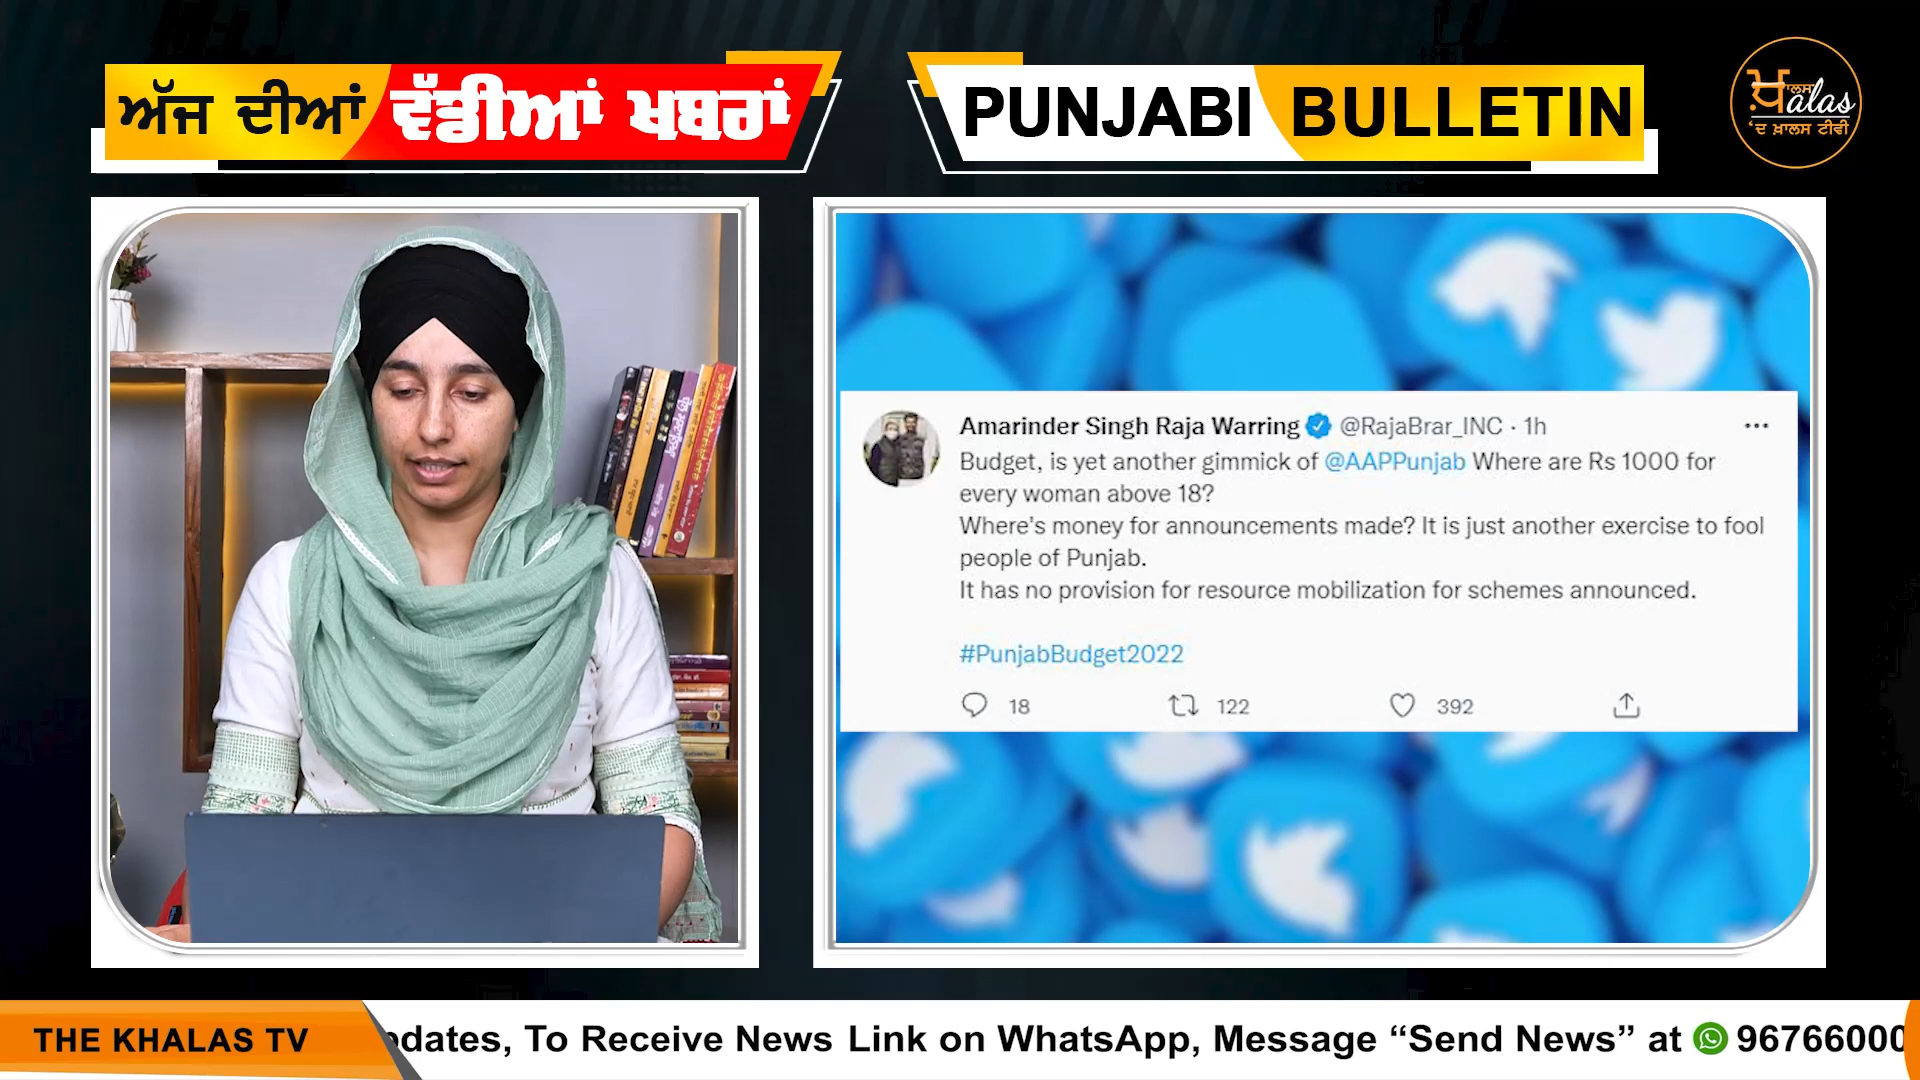 ਅੱਜ ਦੀਆਂ ਵੱਡੀਆਂ ਖਬਰਾਂ
PUNJABI BULLETIN
ਖ਼ਾਲਸ
alas
'ਦ ਖ਼ਾਲਸ ਟੀਵੀ
Amarinder Singh Raja Warring @RajaBrar_INC · 1h
Budget, is yet another gimmick of @AAPPunjab Where are Rs 1000 for
every woman above 18?
Where's money for announcements made? It is just another exercise to fool
people of Punjab.
It has no provision for resource mobilization for schemes announced.
#PunjabBudget2022
18 122 392
THE KHALAS TV
pdates, To Receive News Link on WhatsApp, Message “Send News” at 96766000